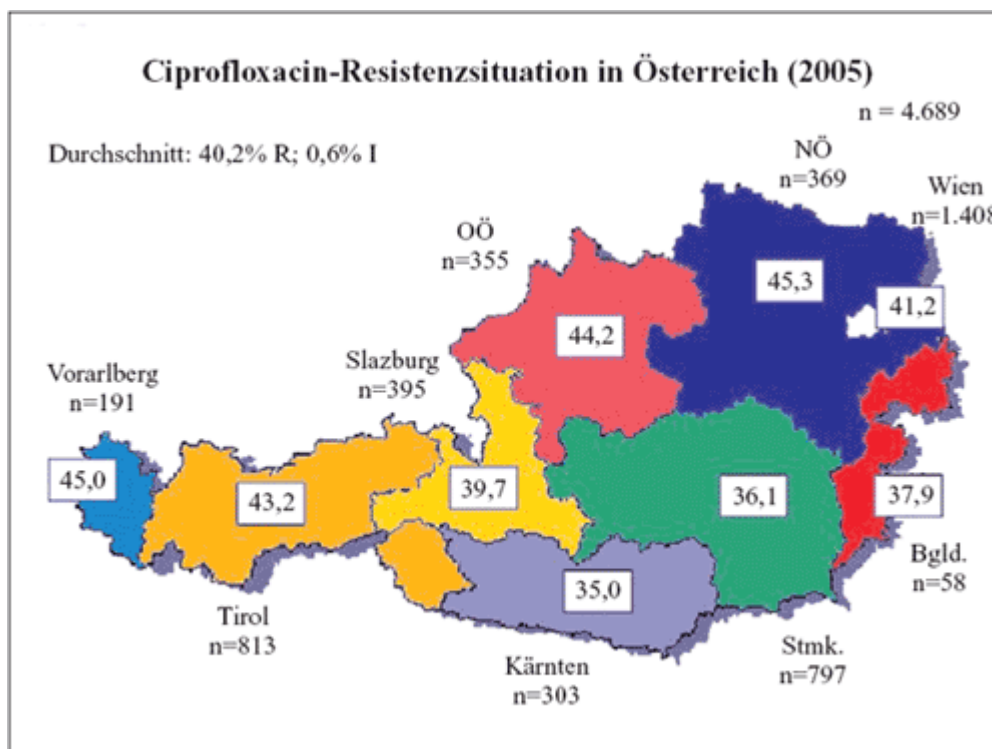 Ciprofloxacin-Resistenzsituation in Österreich (2005)
n = 4.689
Durchschnitt: 40,2% R; 0,6% I
NÖ
n=369
Wien
n=1.408
OÖ
n=355
45,3
41,2
44,2
Slazburg
n=395
Vorarlberg
n=191
45,0
43,2
39,7
36,1
37,9
Bgld.
n=58
35,0
Tirol
n=813
Kärnten
n=303
Stmk.
n=797